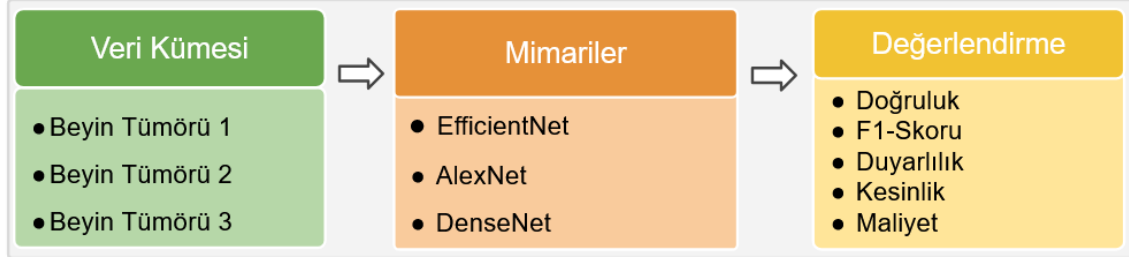 Veri Kümesi
● Beyin Tümörü 1
● Beyin Tümörü 2
● Beyin Tümörü 3
Mimariler
● EfficientNet
● AlexNet
● DenseNet
Değerlendirme
● Doğruluk
● F1-Skoru
● Duyarlılık
● Kesinlik
● Maliyet